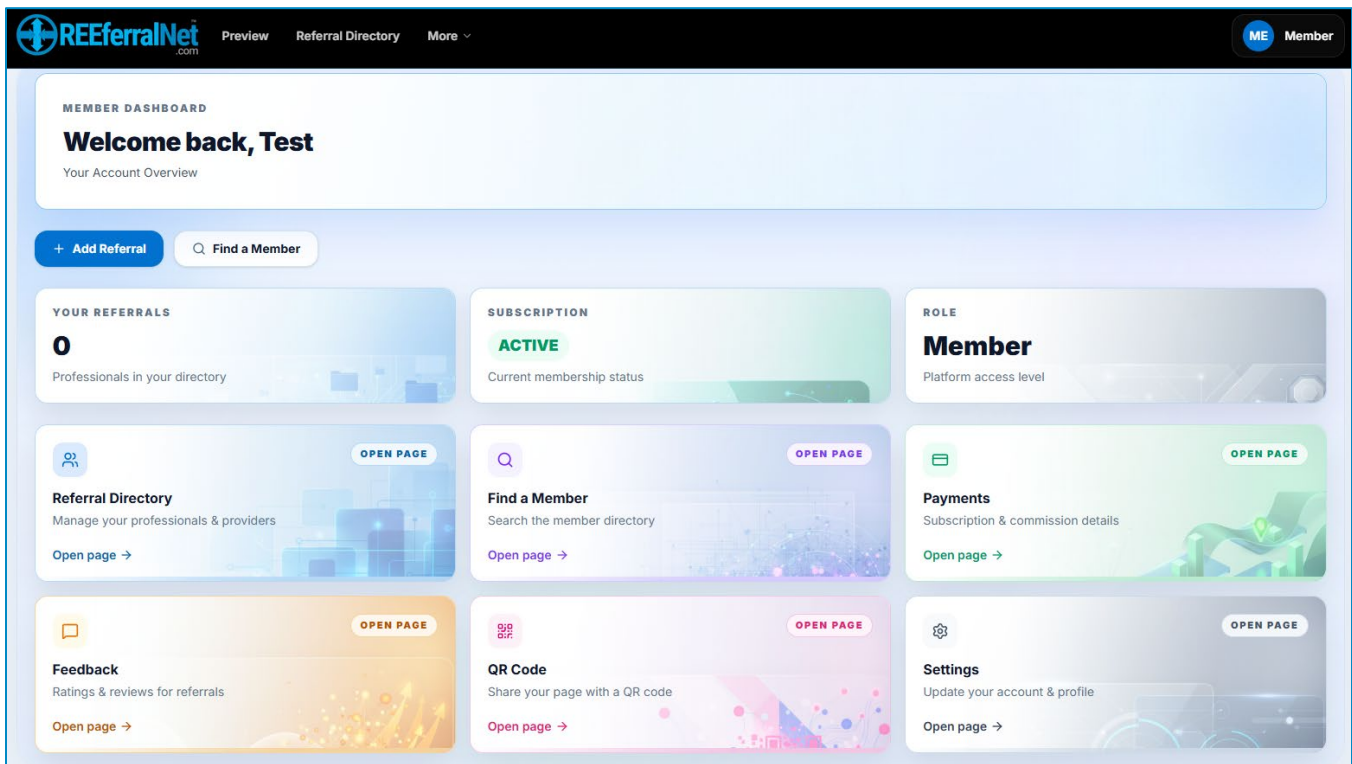 REEferralNet
.com
Preview
Referral Directory
More
ME
Member
MEMBER DASHBOARD
Welcome back, Test
Your Account Overview
+ Add Referral
Find a Member
YOUR REFERRALS
0
Professionals in your directory
SUBSCRIPTION
ACTIVE
Current membership status
ROLE
Member
Platform access level
OPEN PAGE
Referral Directory
Manage your professionals & providers
Open page →
OPEN PAGE
Find a Member
Search the member directory
Open page →
OPEN PAGE
Payments
Subscription & commission details
Open page →
OPEN PAGE
Feedback
Ratings & reviews for referrals
Open page →
OPEN PAGE
QR Code
Share your page with a QR code
Open page →
OPEN PAGE
Settings
Update your account & profile
Open page →